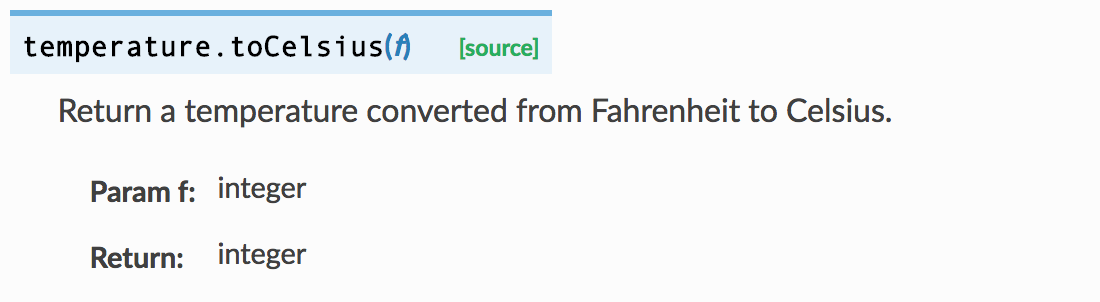 temperature.toCelsius(f) [source]
Return a temperature converted from Fahrenheit to Celsius.
Param f: integer
Return: integer